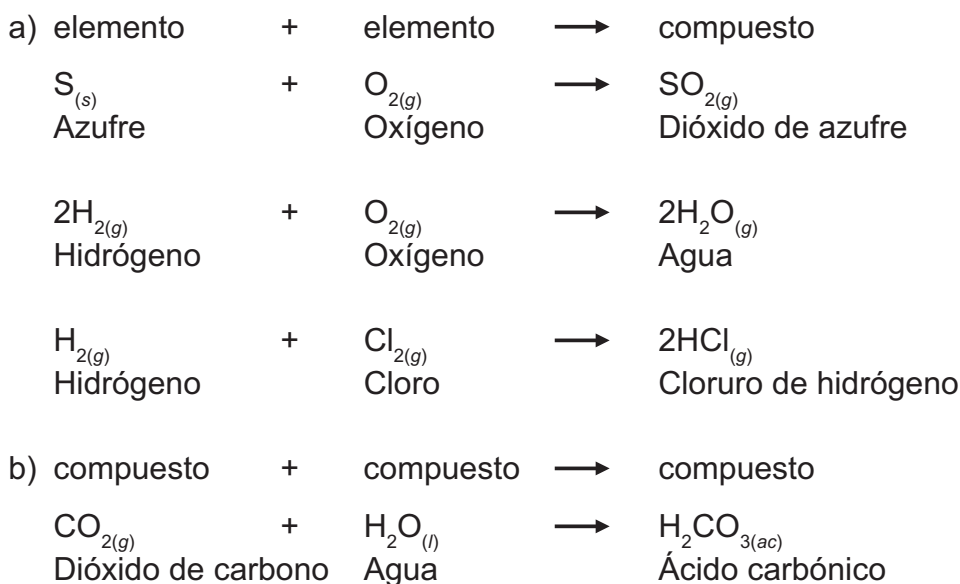 a) elemento + elemento ⟶ compuesto
S(s) + O2(g) ⟶ SO2(g)
Azufre Oxígeno Dióxido de azufre
2H2(g) + O2(g) ⟶ 2H2O(g)
Hidrógeno Oxígeno Agua
H2(g) + Cl2(g) ⟶ 2HCl(g)
Hidrógeno Cloro Cloruro de hidrógeno
b) compuesto + compuesto ⟶ compuesto
CO2(g) + H2O(l) ⟶ H2CO3(ac)
Dióxido de carbono Agua Ácido carbónico